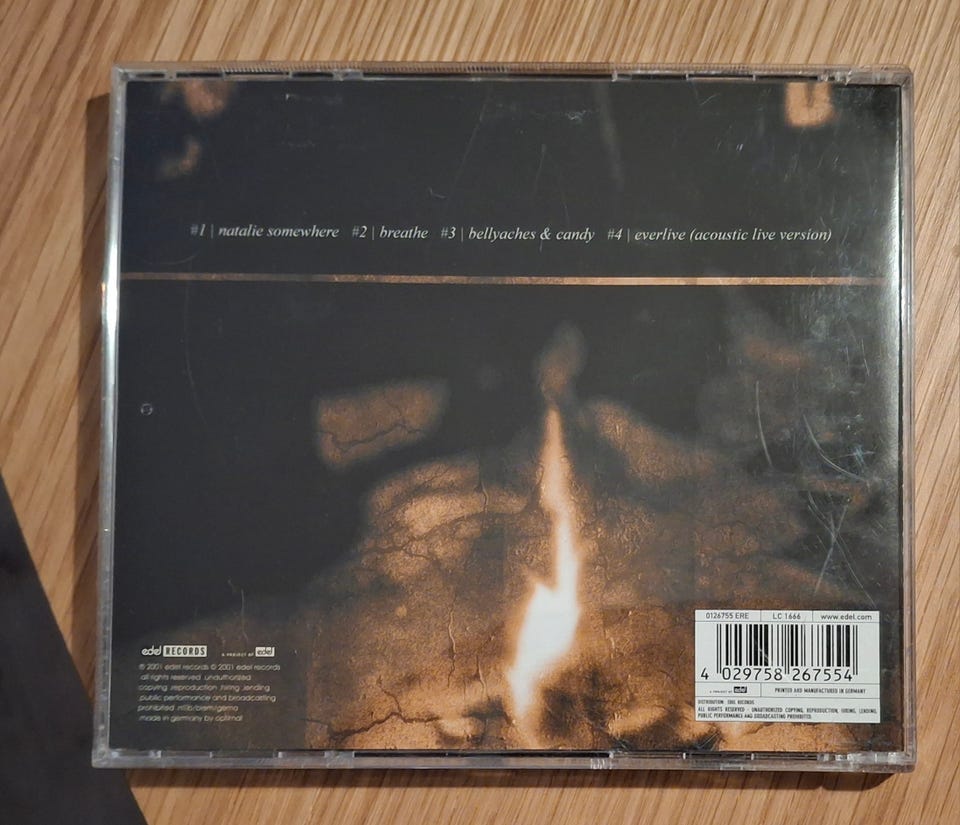 #1 | natalie somewhere #2 | breathe #3 | bellyaches & candy #4 | everlive (acoustic live version)
edel RECORDS A PROJECT OF edel
℗ 2001 edel records © 2001 edel records
all rights reserved unauthorized
copying .reproduction .hiring .lending
.public performance and broadcasting
prohibited .n©b/biem/gema
made in germany by optimal
0126755 ERE LC 1666 www.edel.com
4 029758 267554
A PROJECT OF edel PRINTED AND MANUFACTURED IN GERMANY
DISTRIBUTION: EDEL RECORDS
ALL RIGHTS RESERVED - UNAUTHORIZED COPYING, REPRODUCTION, HIRING, LENDING,
PUBLIC PERFORMANCE AND BROADCASTING PROHIBITED.